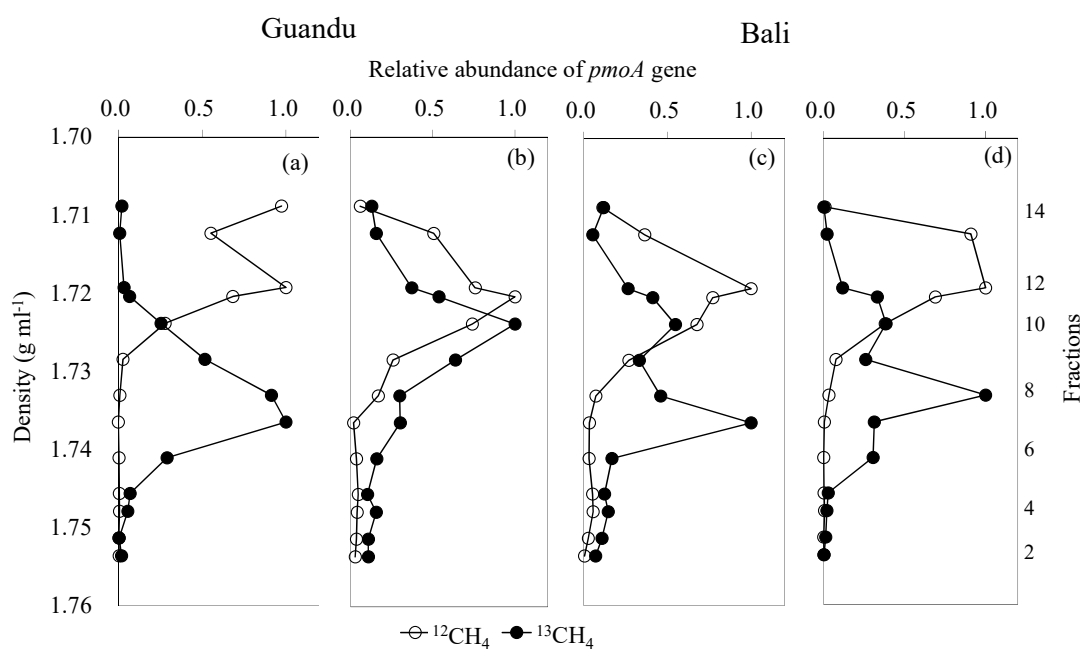 Guandu Bali
Relative abundance of pmoA gene
0.0 0.5 1.0 0.0 0.5 1.0 0.0 0.5 1.0 0.0 0.5 1.0
(a) (b) (c) (d)
Density (g ml-1)
1.70
1.71
1.72
1.73
1.74
1.75
1.76
14
12
10
8
6
4
2
Fractions
12CH4 13CH4